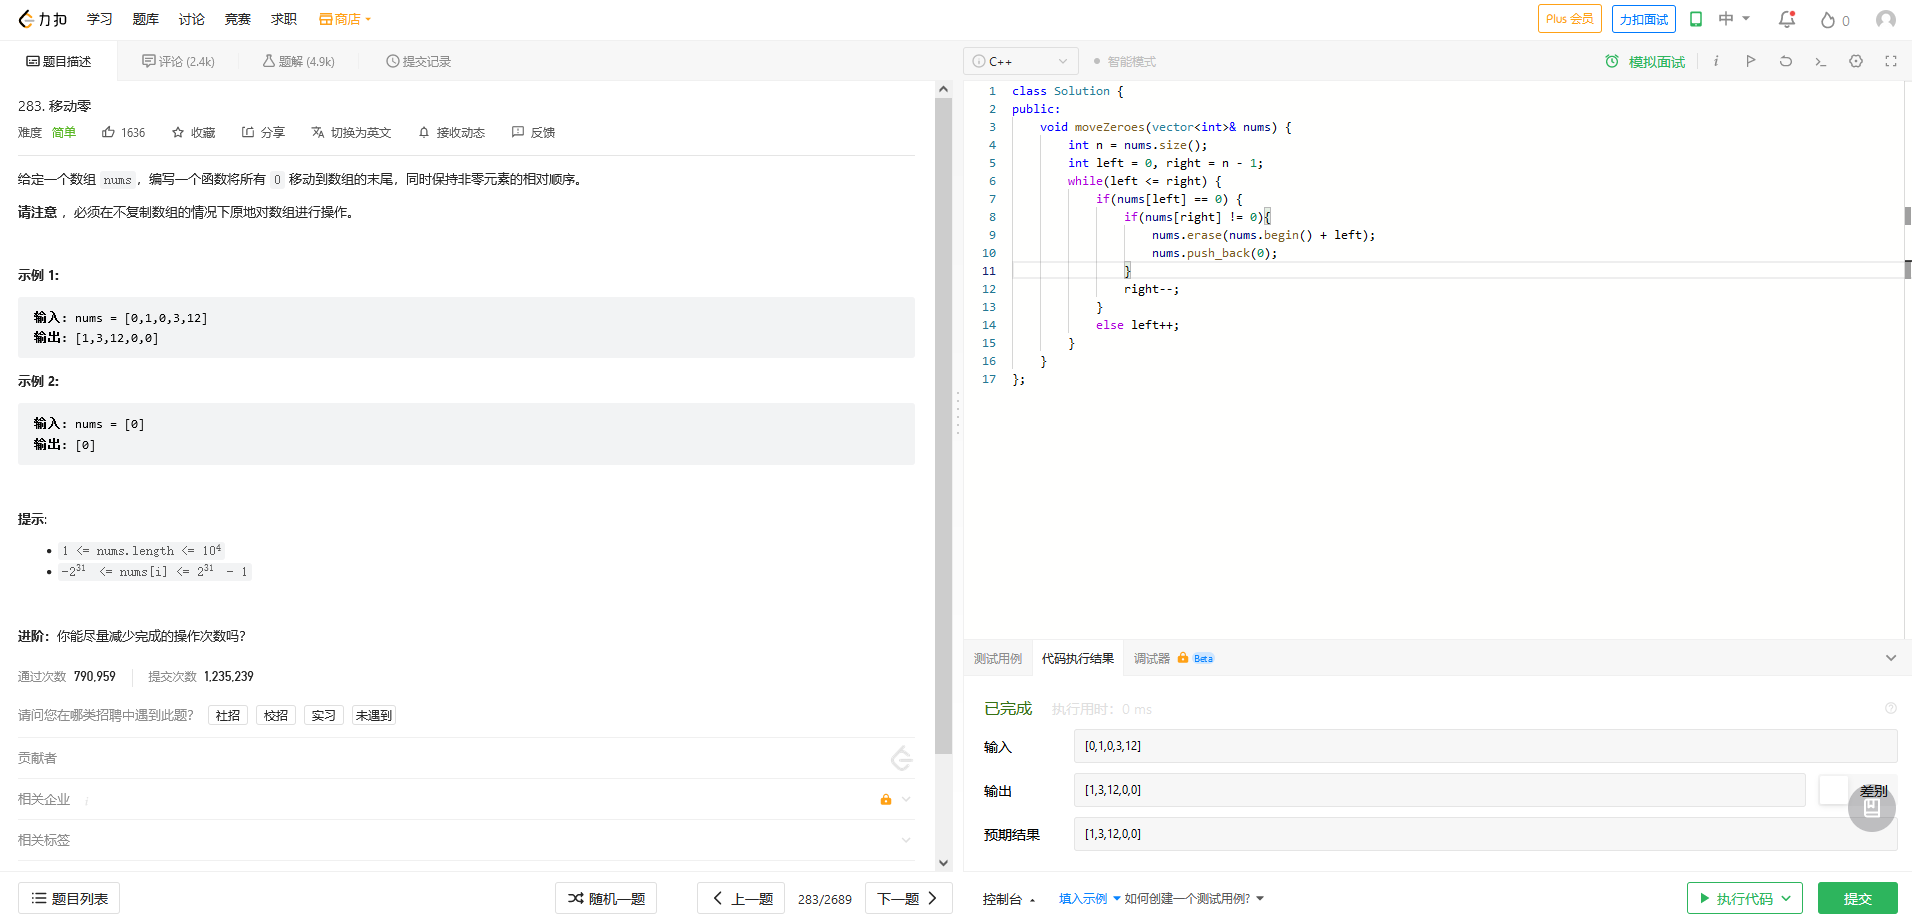 力扣 学习 题库 讨论 竞赛 求职 商店 Plus 会员 力扣面试 中 0
题目描述 评论 (2.4k) 题解 (4.9k) 提交记录
283. 移动零
难度 简单 1636 收藏 分享 切换为英文 接收动态 反馈
给定一个数组 nums，编写一个函数将所有 0 移动到数组的末尾，同时保持非零元素的相对顺序。
请注意 ，必须在不复制数组的情况下原地对数组进行操作。
示例 1:
输入: nums = [0,1,0,3,12]
输出: [1,3,12,0,0]
示例 2:
输入: nums = [0]
输出: [0]
提示:
1 <= nums.length <= 10⁴
-2³¹ <= nums[i] <= 2³¹ - 1
进阶：你能尽量减少完成的操作次数吗？
通过次数 790,959 提交次数 1,235,239
请问您在哪类招聘中遇到此题？ 社招 校招 实习 未遇到
贡献者
相关企业 i
相关标签
题目列表 随机一题 上一题 283/2689 下一题
C++ 智能模式 模拟面试 i
1 class Solution {
2 public:
3 void moveZeroes(vector<int>& nums) {
4 int n = nums.size();
5 int left = 0, right = n - 1;
6 while(left <= right) {
7 if(nums[left] == 0) {
8 if(nums[right] != 0){
9 nums.erase(nums.begin() + left);
10 nums.push_back(0);
11 }
12 right--;
13 }
14 else left++;
15 }
16 }
17 };
测试用例 代码执行结果 调试器 Beta
已完成 执行用时：0 ms
输入 [0,1,0,3,12]
输出 [1,3,12,0,0] 差别
预期结果 [1,3,12,0,0]
控制台 填入示例 如何创建一个测试用例? 执行代码 提交